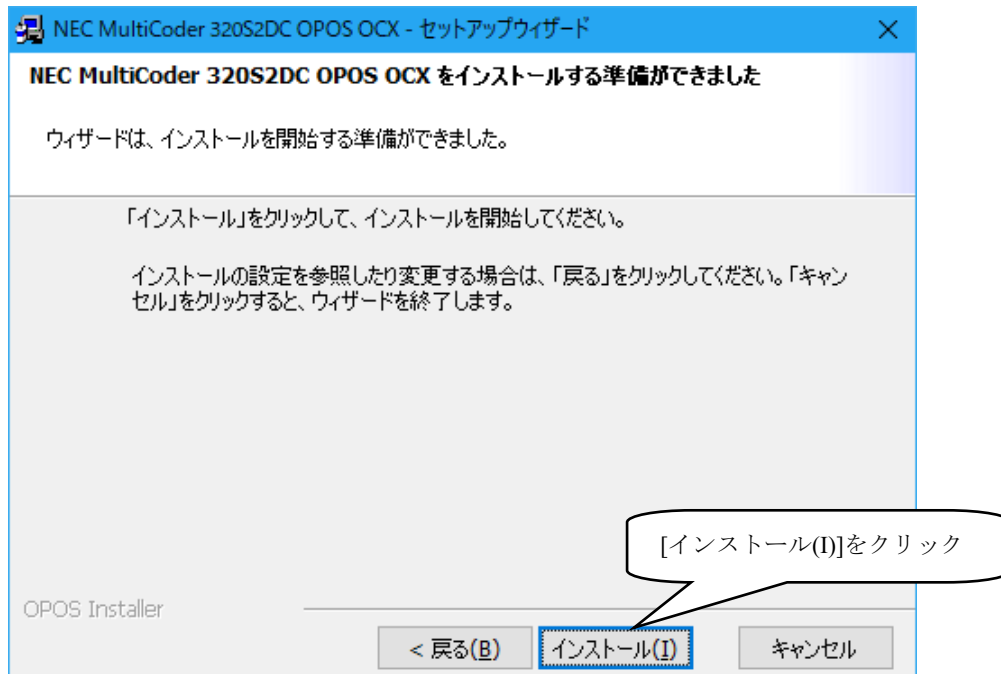 NEC MultiCoder 320S2DC OPOS OCX - セットアップウィザード
NEC MultiCoder 320S2DC OPOS OCX をインストールする準備ができました
ウィザードは、インストールを開始する準備ができました。
「インストール」をクリックして、インストールを開始してください。
インストールの設定を参照したり変更する場合は、「戻る」をクリックしてください。「キャン
セル」をクリックすると、ウィザードを終了します。
[インストール(I)]をクリック
OPOS Installer
< 戻る(B) インストール(I) キャンセル